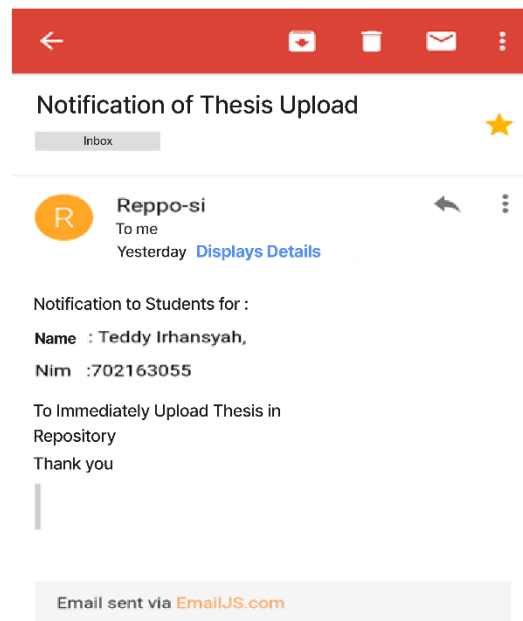 Notification of Thesis Upload
Inbox
R
Reppo-si
To me
Yesterday Displays Details
Notification to Students for :
Name : Teddy Irhansyah,
Nim :702163055
To Immediately Upload Thesis in
Repository
Thank you
Email sent via EmailJS.com